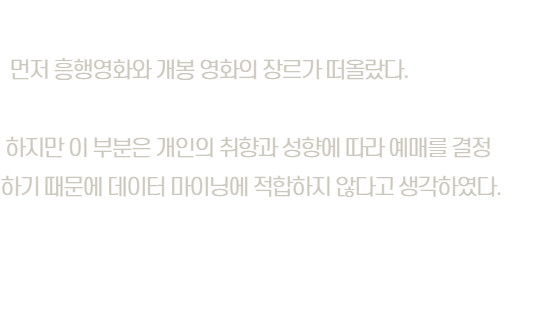 먼저 흥행영화와 개봉 영화의 장르가 떠올랐다.
하지만 이 부분은 개인의 취향과 성향에 따라 예매를 결정
하기 때문에 데이터 마이닝에 적합하지 않다고 생각하였다.